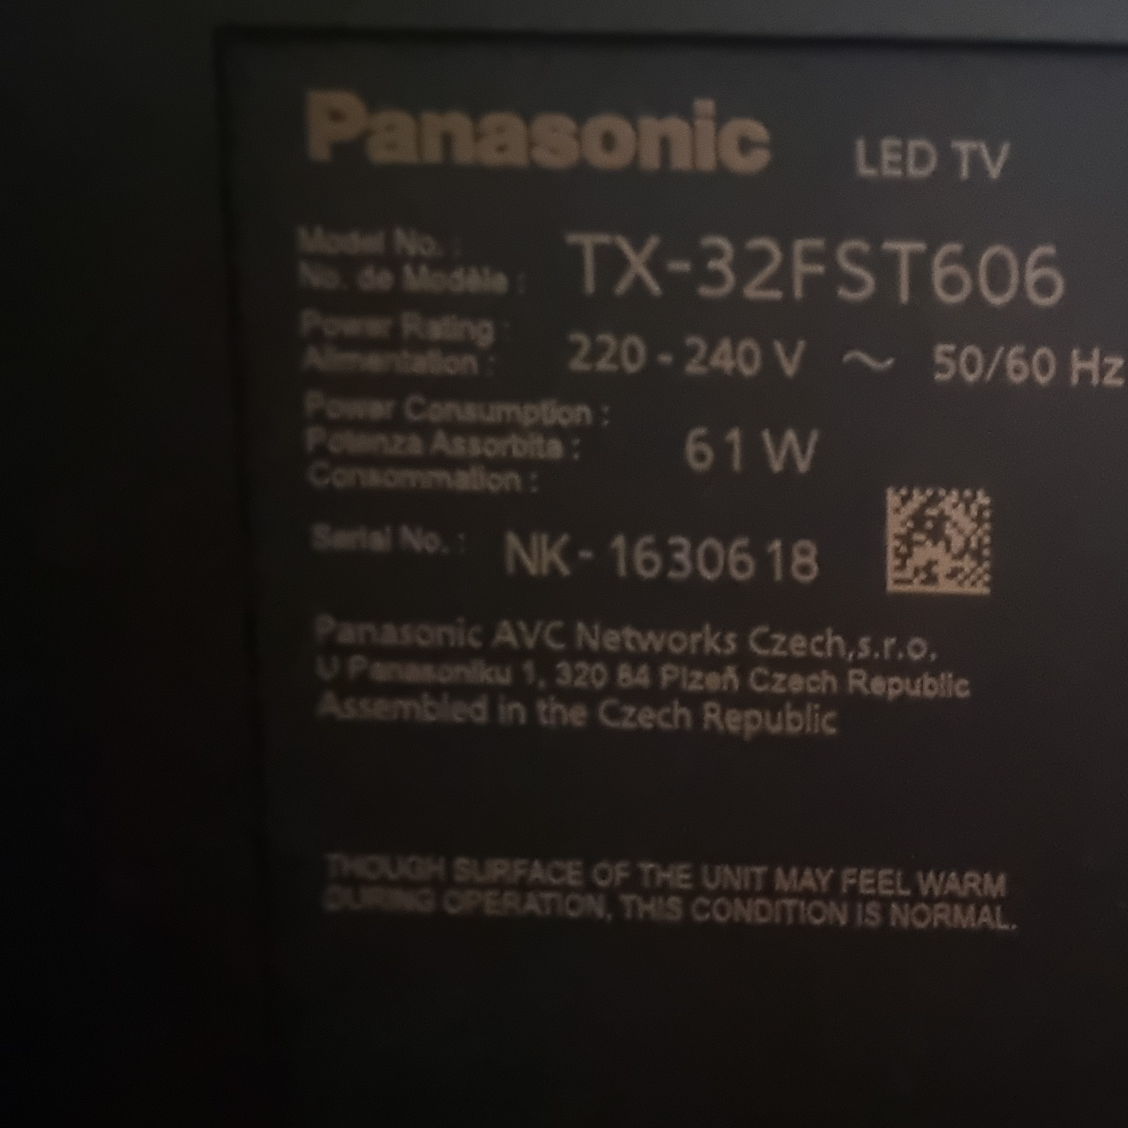 Panasonic LED TV
Model No. :
No. de Modèle : TX-32FST606
Power Rating :
Alimentation : 220 - 240 V ~ 50/60 Hz
Power Consumption :
Potenza Assorbita : 61 W
Consommation :
Serial No. : NK- 1630618
Panasonic AVC Networks Czech,s.r.o.
U Panasoniku 1, 320 84 Plzeň Czech Republic
Assembled in the Czech Republic
THOUGH SURFACE OF THE UNIT MAY FEEL WARM
DURING OPERATION, THIS CONDITION IS NORMAL.